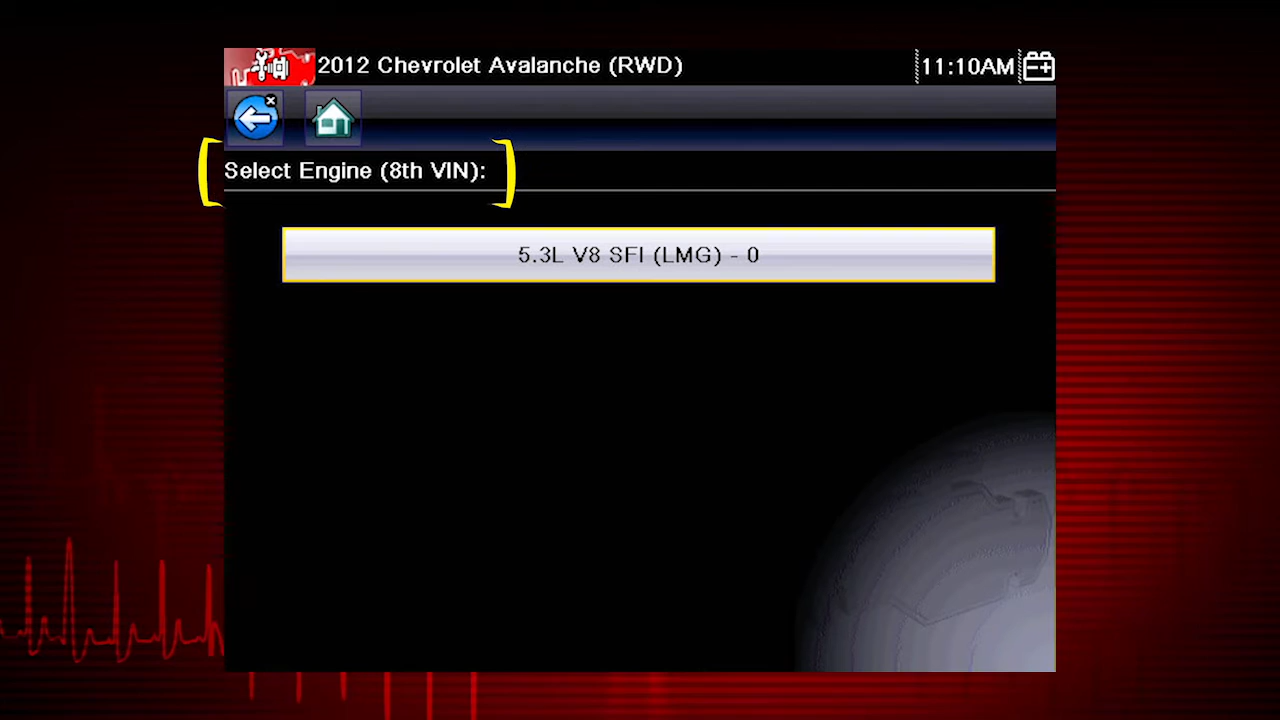 2012 Chevrolet Avalanche (RWD)
11:10AM
Select Engine (8th VIN):
5.3L V8 SFI (LMG) - 0